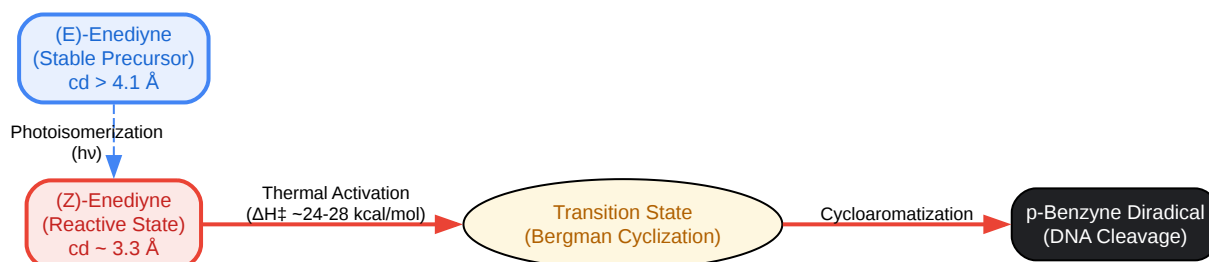 (E)-Enediyne
(Stable Precursor)
cd > 4.1 Å
Photoisomerization
(hν)
(Z)-Enediyne
(Reactive State)
cd ~ 3.3 Å
Thermal Activation
(ΔH‡ ~24-28 kcal/mol)
Transition State
(Bergman Cyclization)
Cycloaromatization
p-Benzyne Diradical
(DNA Cleavage)